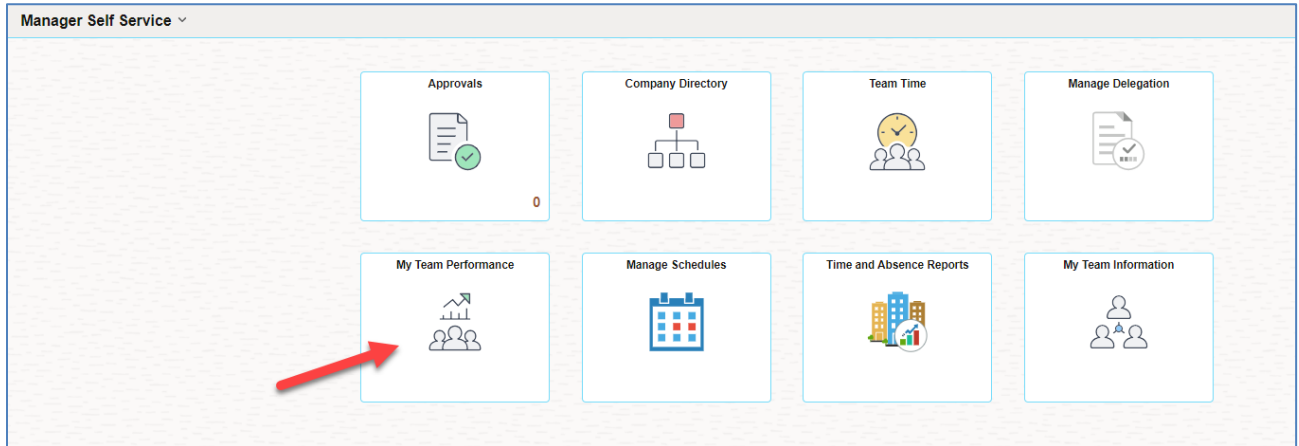 Manager Self Service
Approvals
Company Directory
Team Time
Manage Delegation
0
My Team Performance
Manage Schedules
Time and Absence Reports
My Team Information